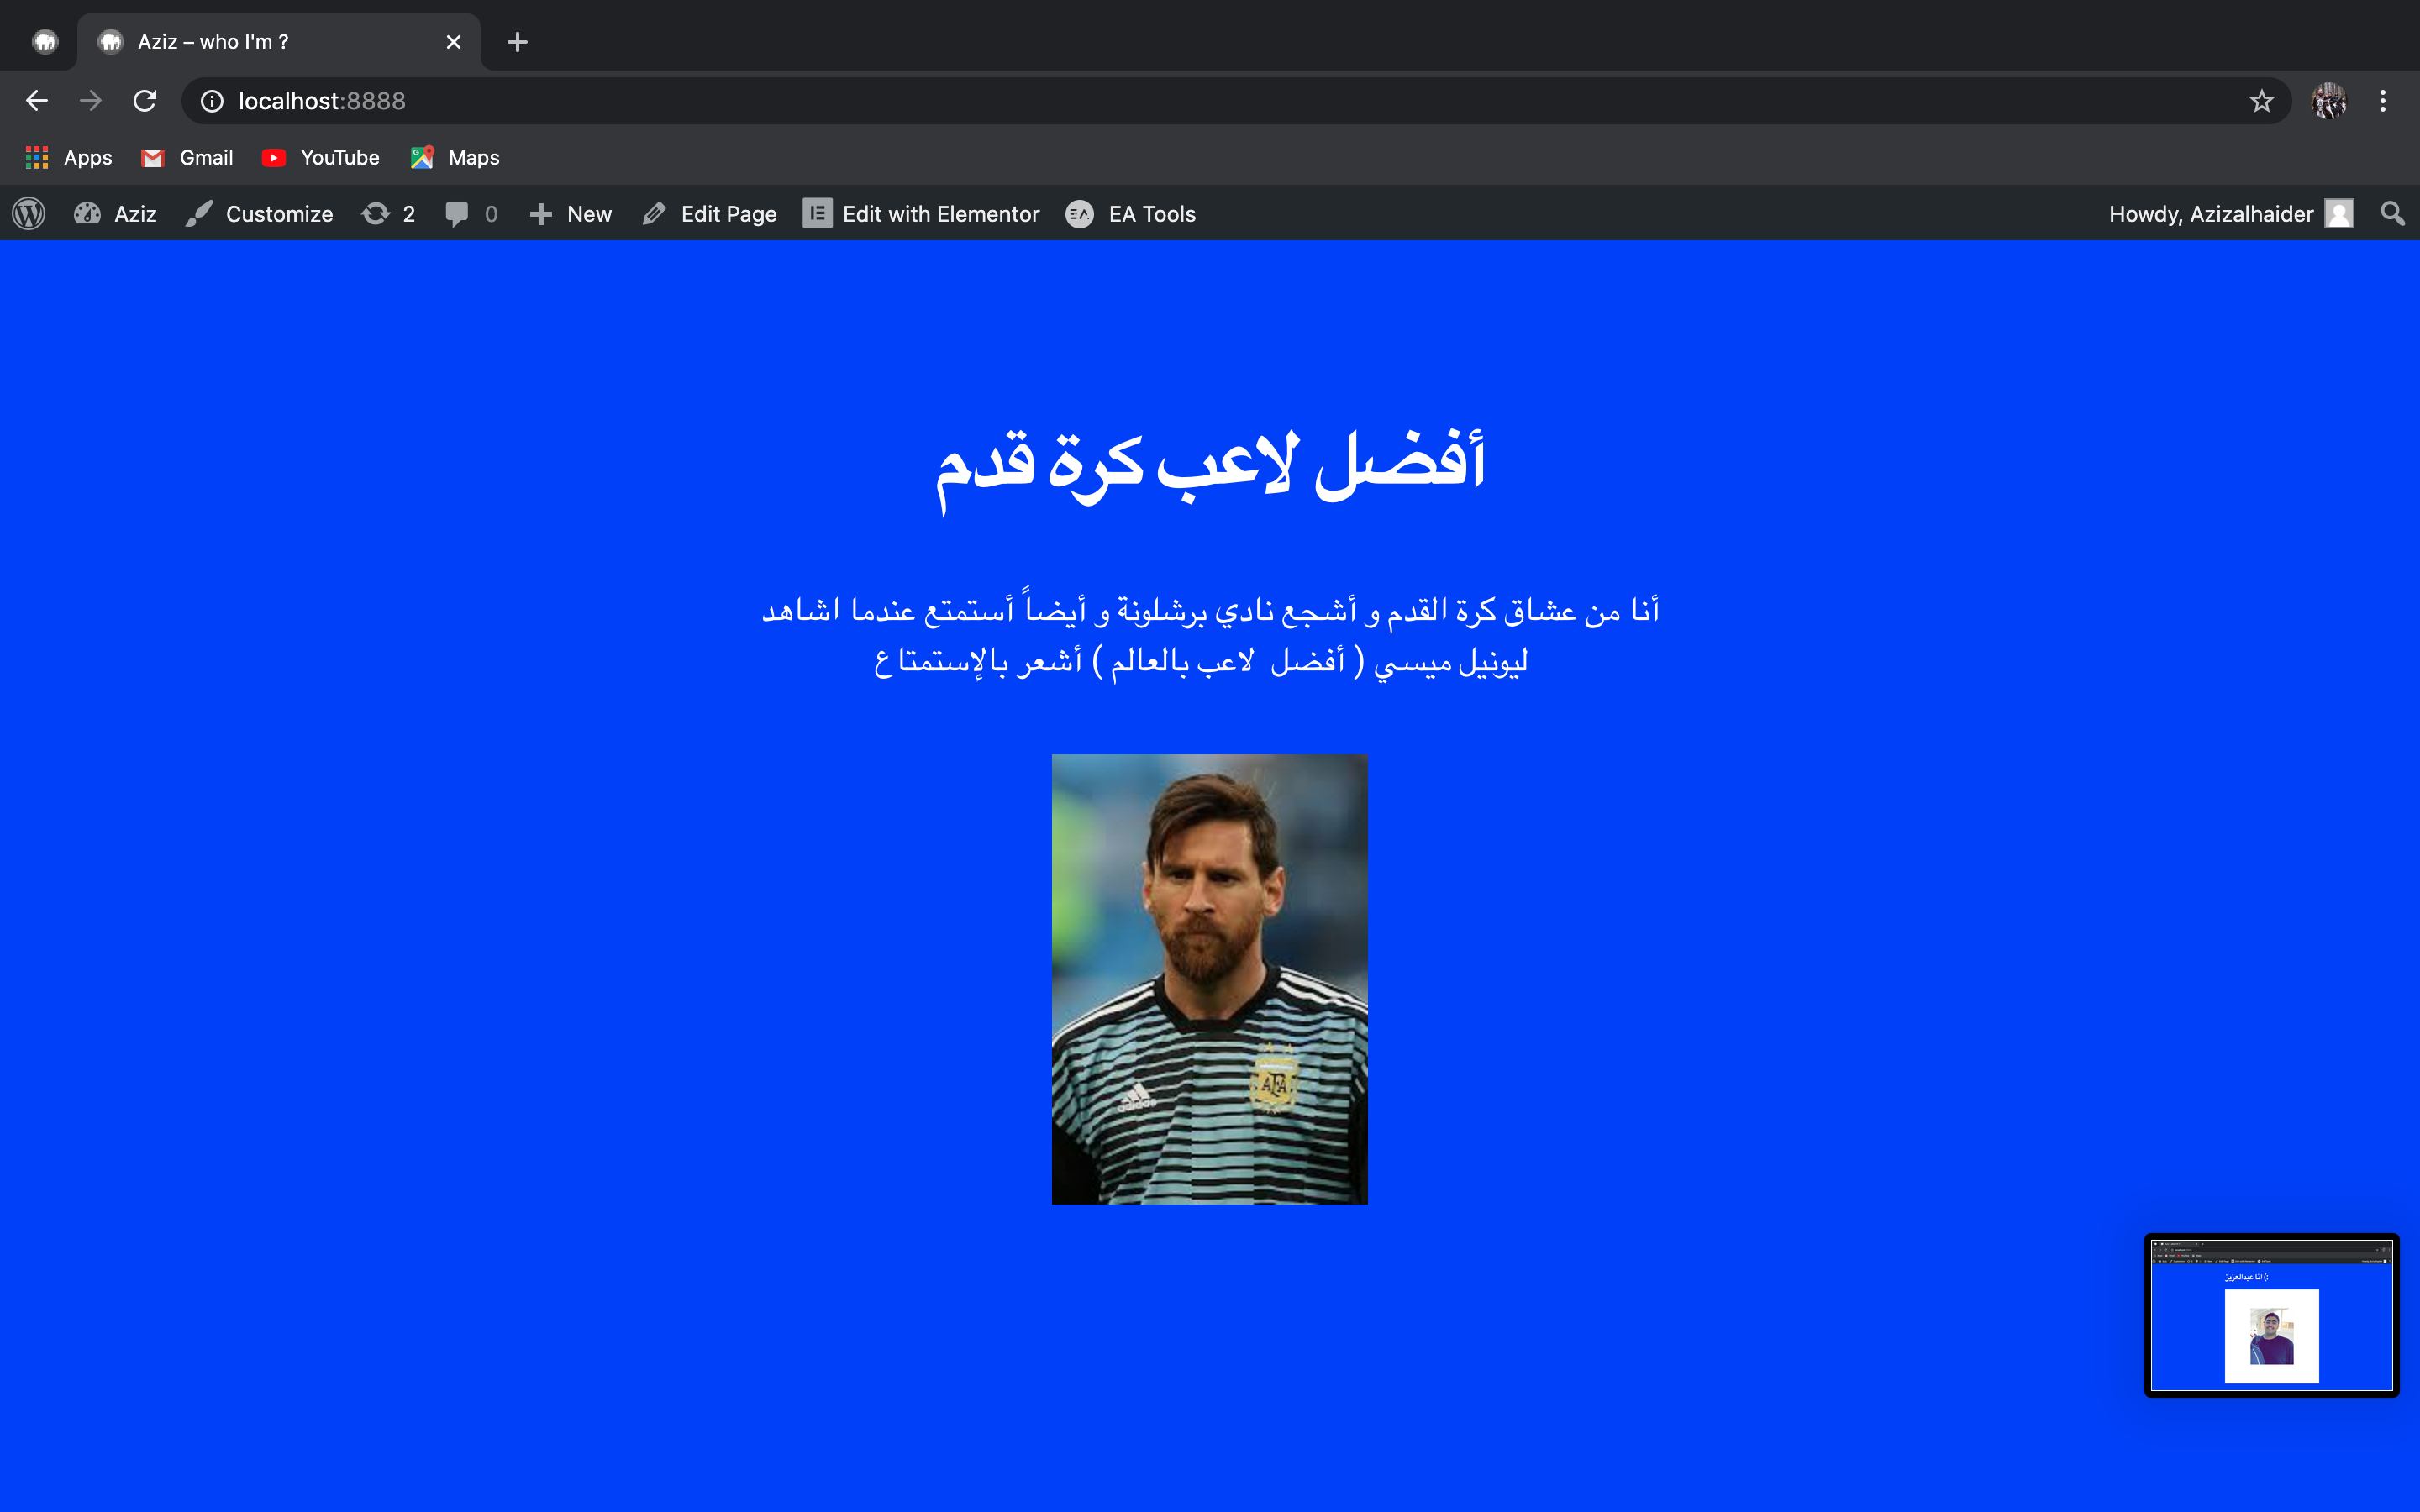 Aziz – who I'm ?
localhost:8888
Apps Gmail YouTube Maps
Aziz Customize 2 0 New Edit Page Edit with Elementor EA Tools Howdy, Azizalhaider
أفضل لاعب كرة قدم
أنا من عشاق كرة القدم و أشجع نادي برشلونة و أيضاً أستمتع عندما اشاهد
ليونيل ميسي ( أفضل لاعب بالعالم ) أشعر بالإستمتاع
adidas
AFA
انا عبدالعزيز (: